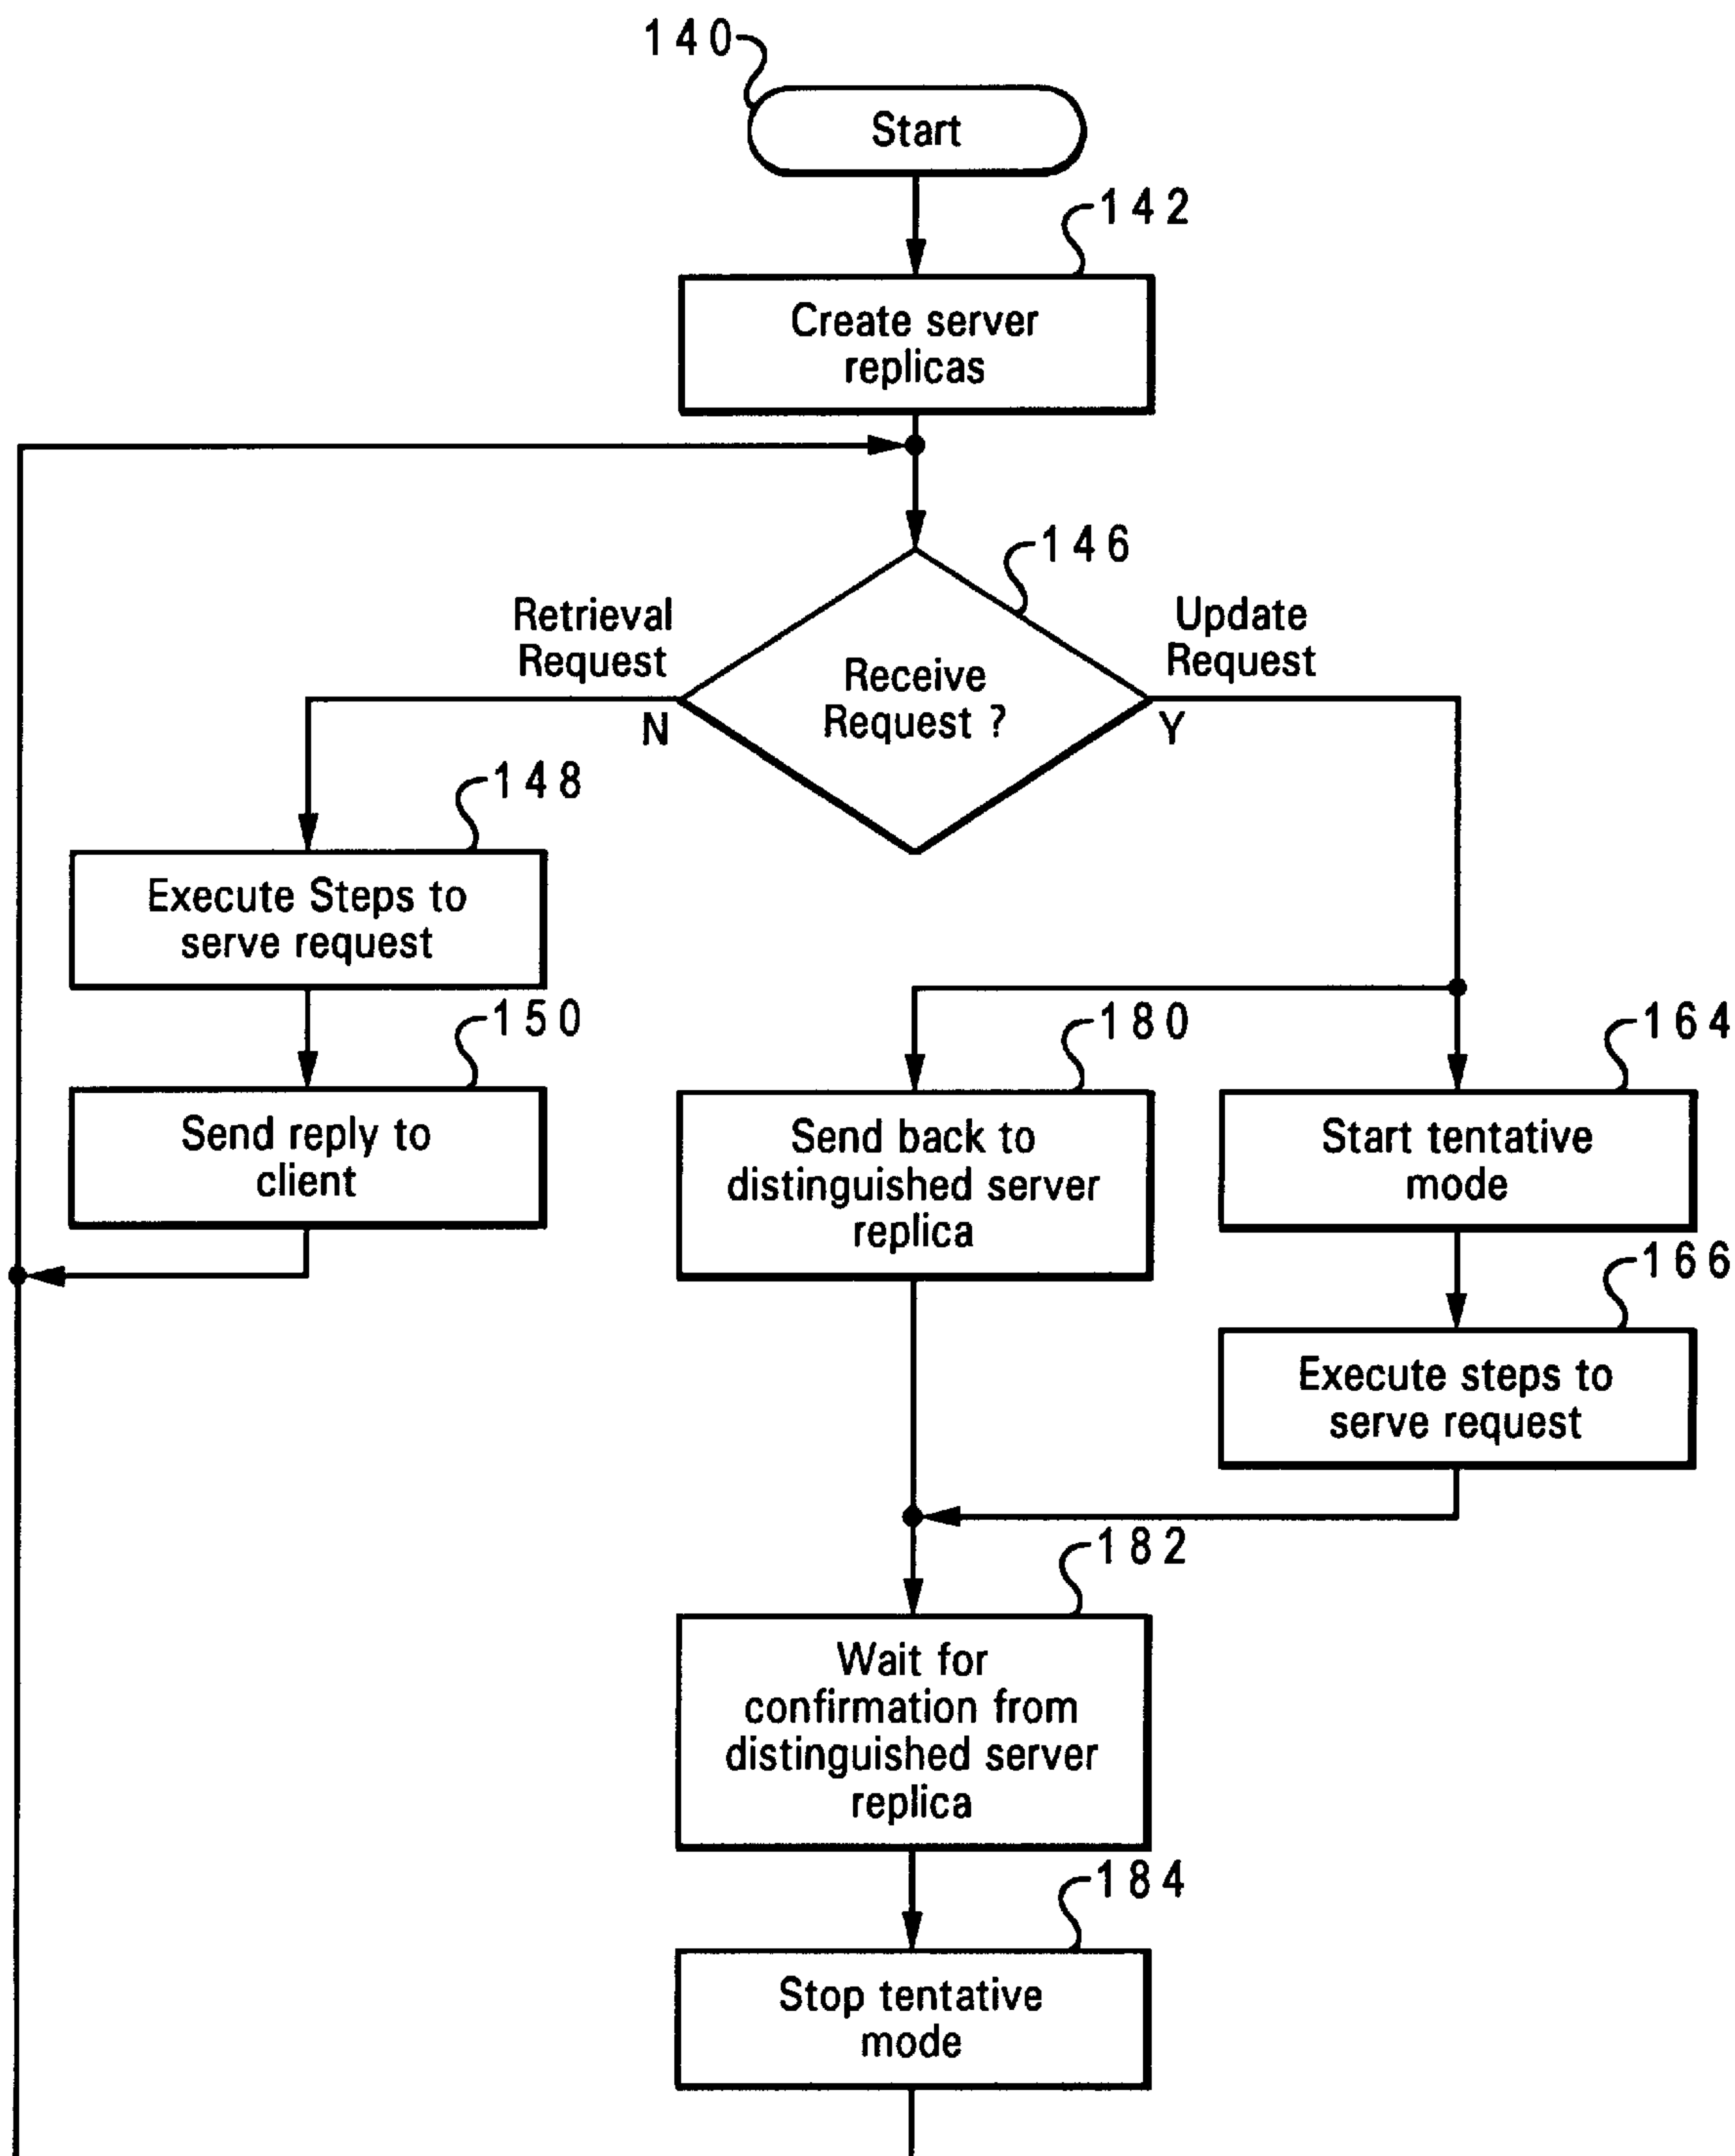 140
Start
142
Create server
replicas
146
Retrieval
Request
Update
Request
Receive
Request ?
N
Y
148
Execute Steps to
serve request
150
Send reply to
client
180
Send back to
distinguished server
replica
164
Start tentative
mode
166
Execute steps to
serve request
182
Wait for
confirmation from
distinguished server
replica
184
Stop tentative
mode